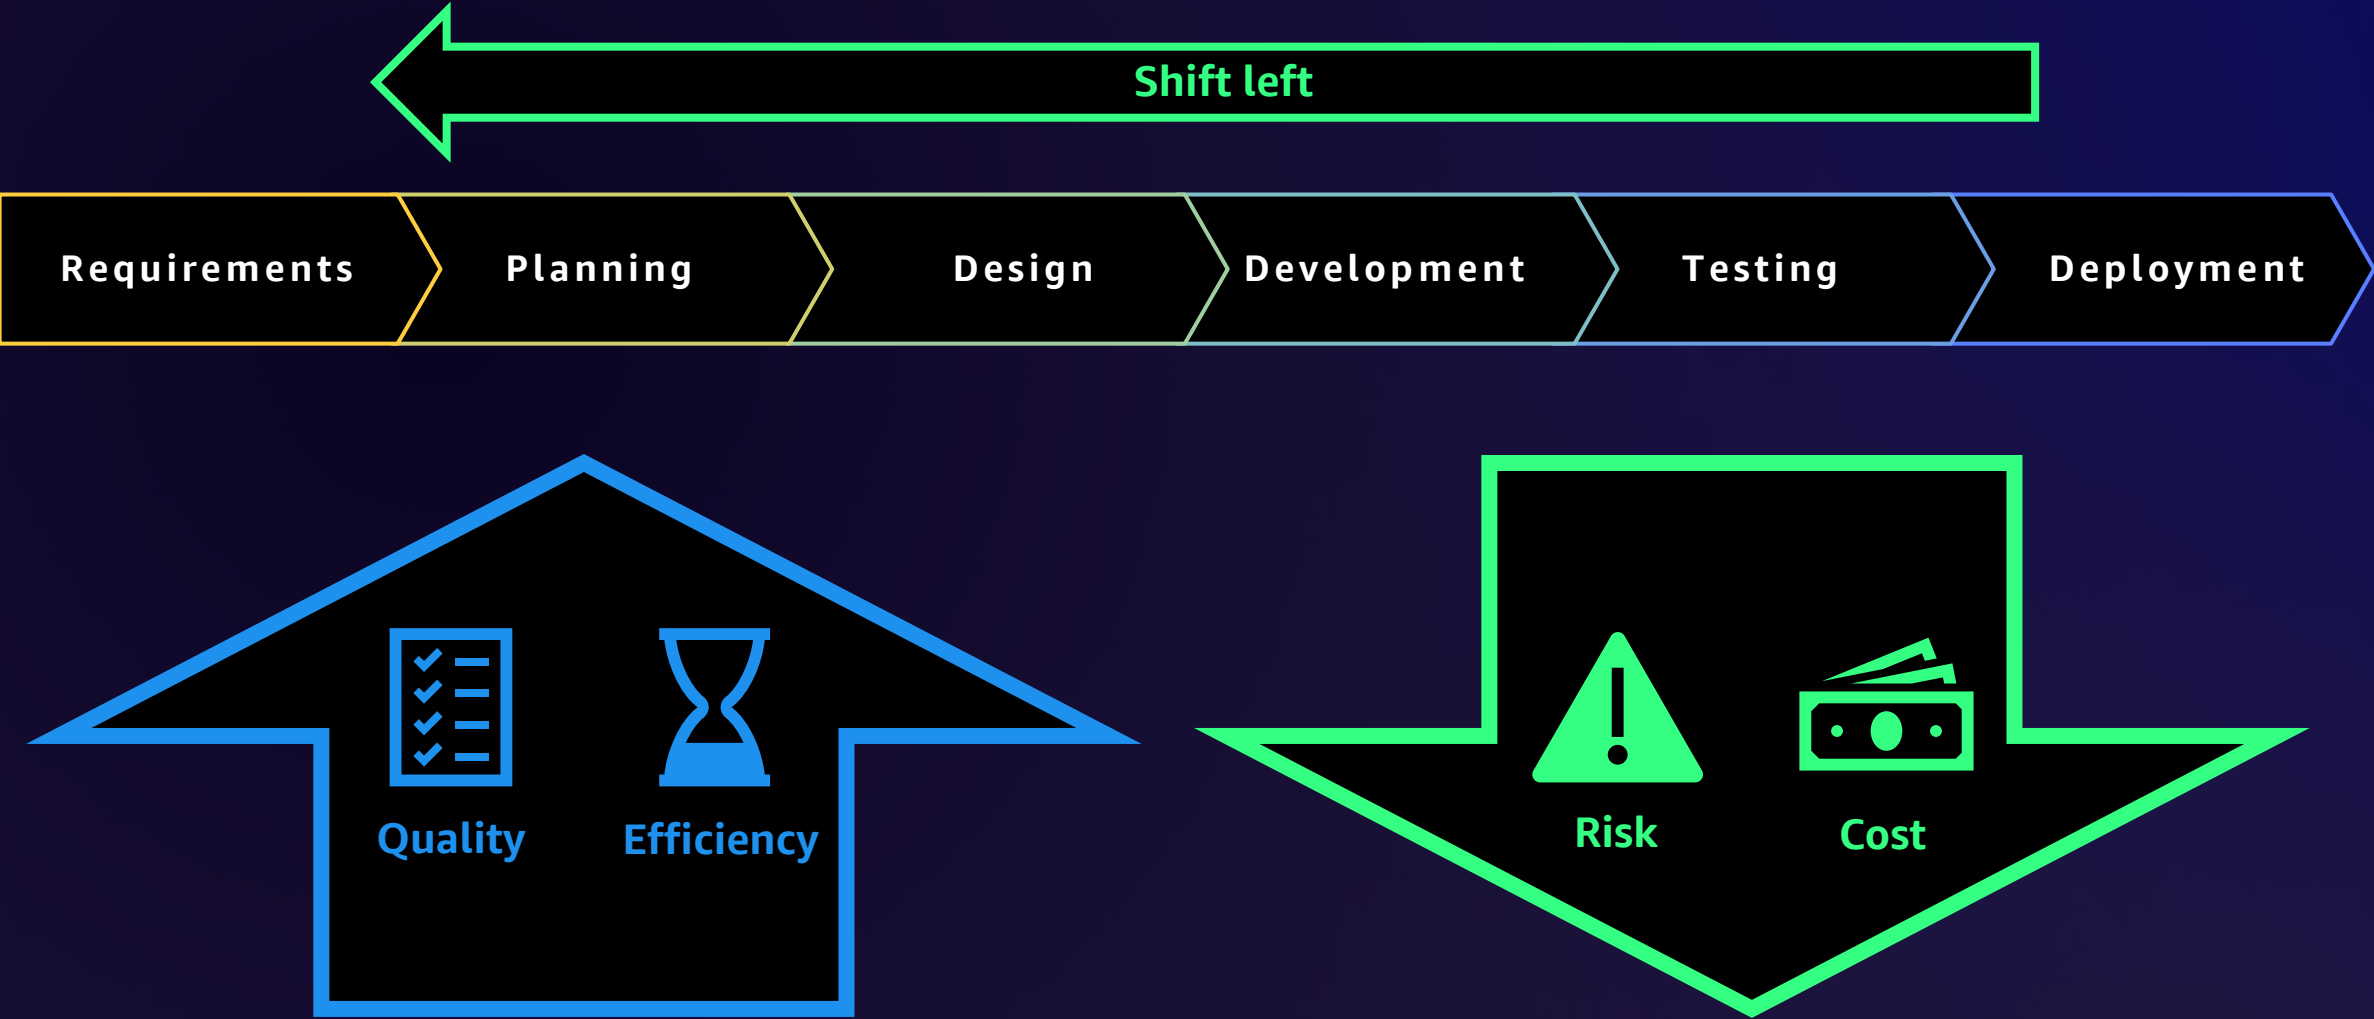 Shift left
Requirements
Planning
Design
Development
Testing
Deployment
Quality
Efficiency
Risk
Cost